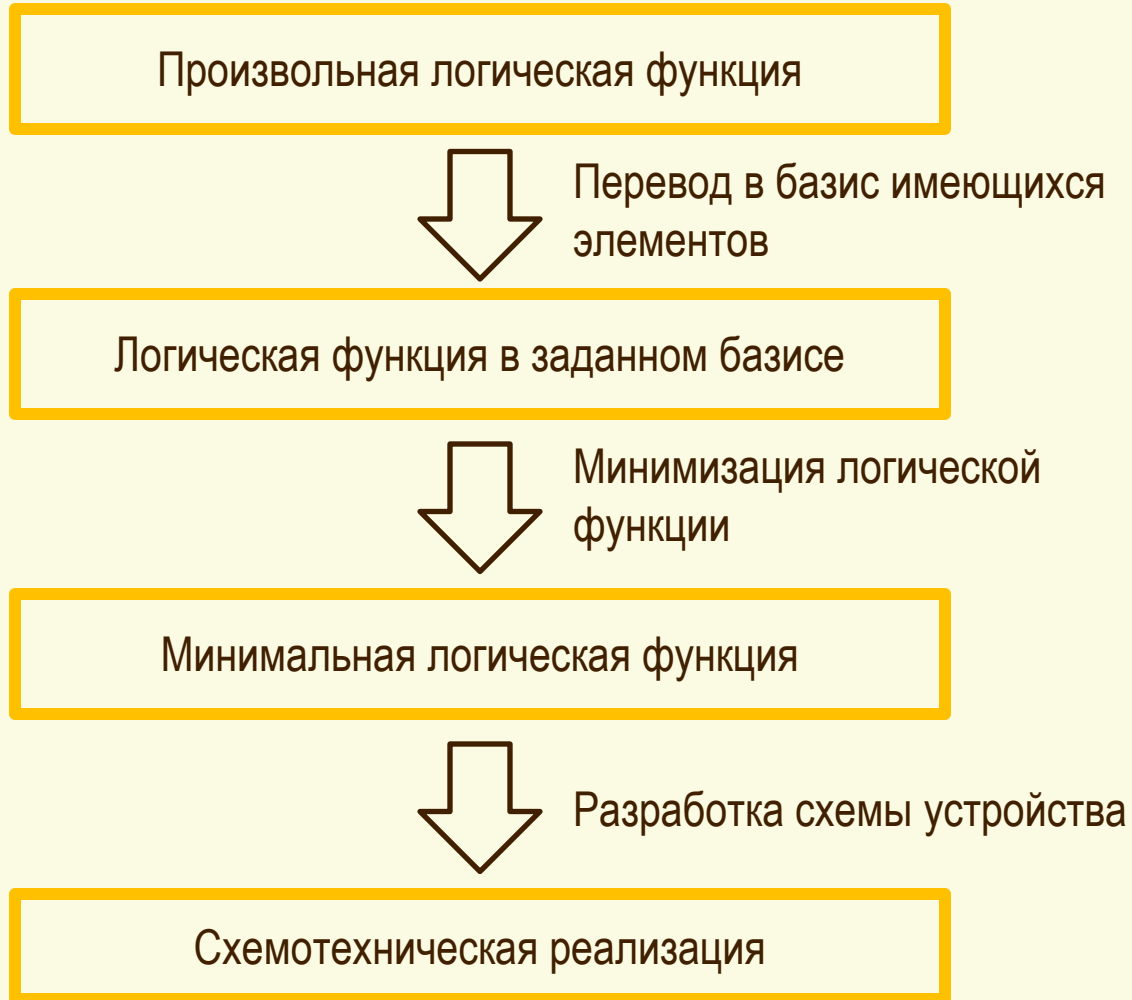 Произвольная логическая функция
Перевод в базис имеющихся
элементов
Логическая функция в заданном базисе
Минимизация логической
функции
Минимальная логическая функция
Разработка схемы устройства
Схемотехническая реализация